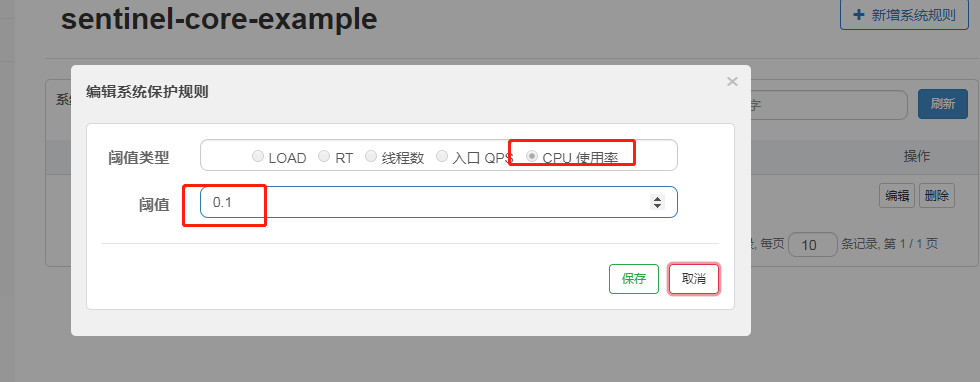 sentinel-core-example
+ 新增系统规则
编辑系统保护规则
×
系统
字
刷新
阈值类型
LOAD RT 线程数 入口 QPS CPU 使用率
操作
阈值
0.1
编辑 删除
录, 每页 10 条记录, 第 1 / 1 页
保存 取消